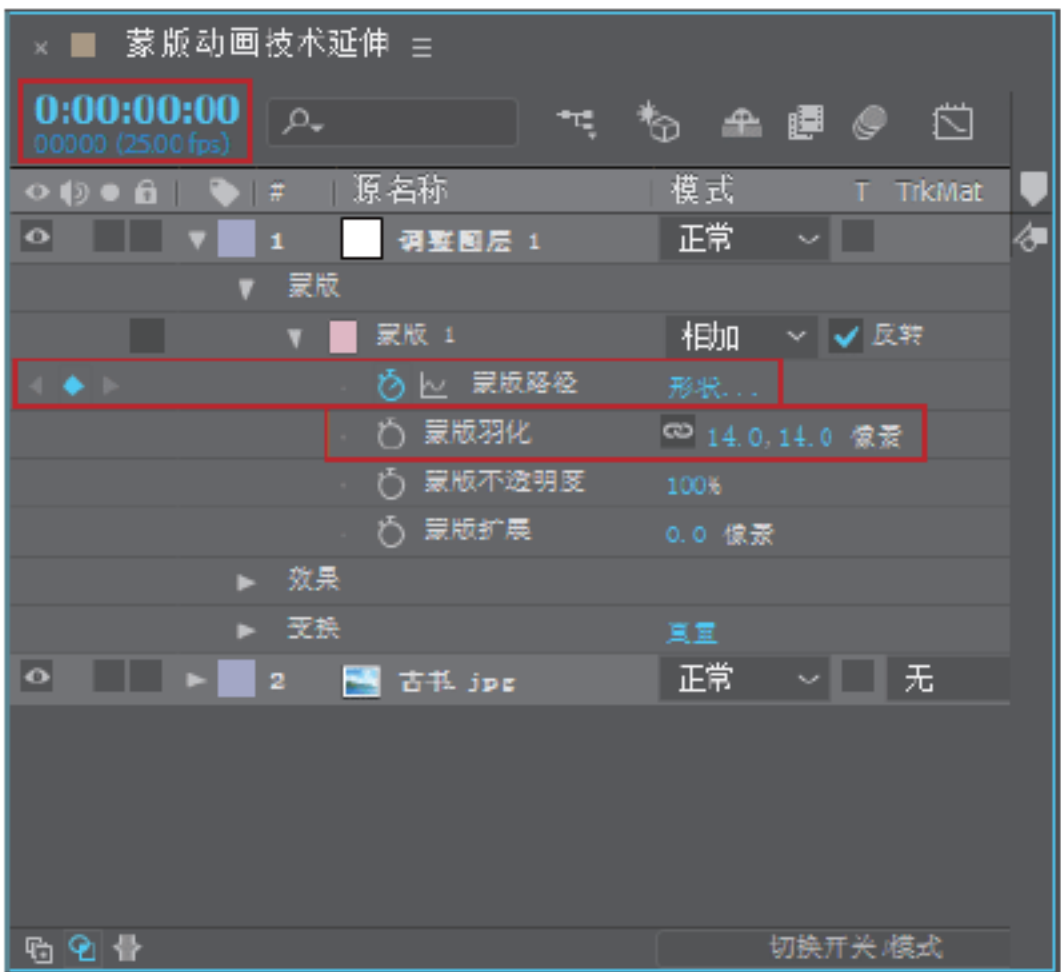 蒙版动画技术延伸
0:00:00:00
00000 (25.00 fps)
# 源名称 模式 T TrkMat
1 调整图层 1 正常
蒙版
蒙版 1 相加 反转
蒙版路径 形状...
蒙版羽化 14.0,14.0 像素
蒙版不透明度 100%
蒙版扩展 0.0 像素
效果
变换 重置
2 古书.jpg 正常 无
切换开关/模式